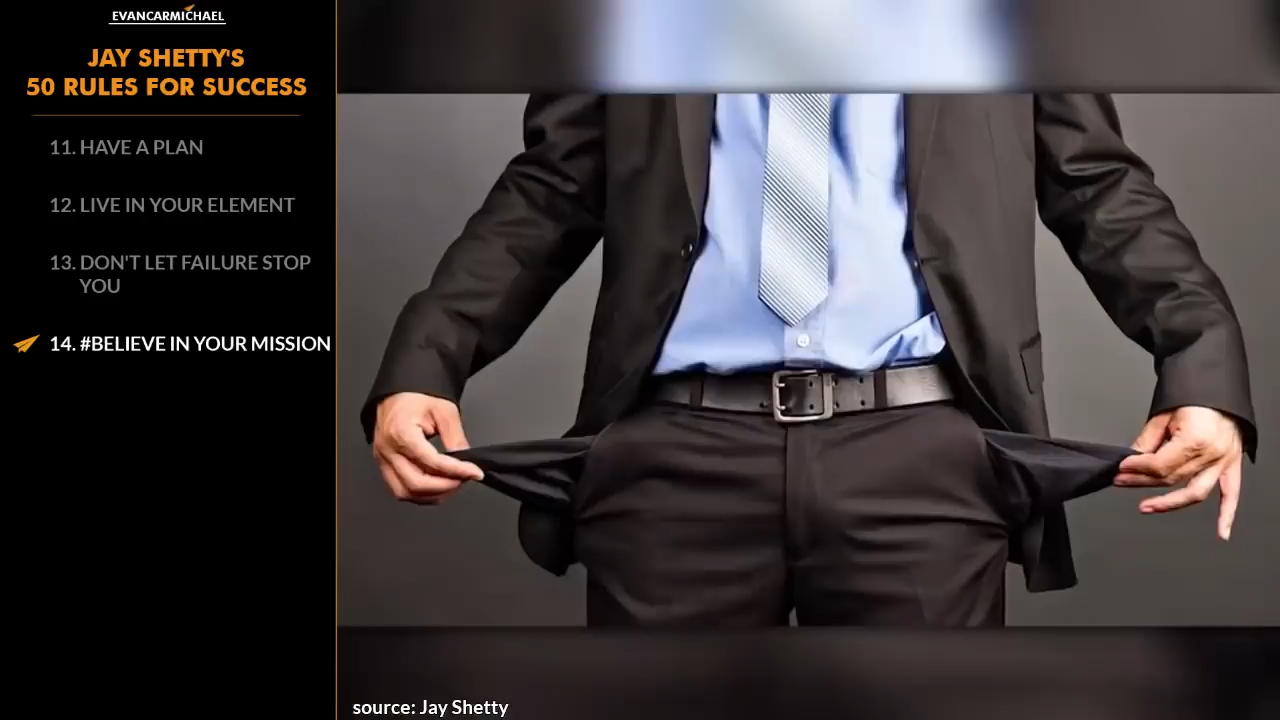 EVANCARMICHAEL
JAY SHETTY'S
50 RULES FOR SUCCESS
11. HAVE A PLAN
12. LIVE IN YOUR ELEMENT
13. DON'T LET FAILURE STOP
YOU
14. #BELIEVE IN YOUR MISSION
source: Jay Shetty